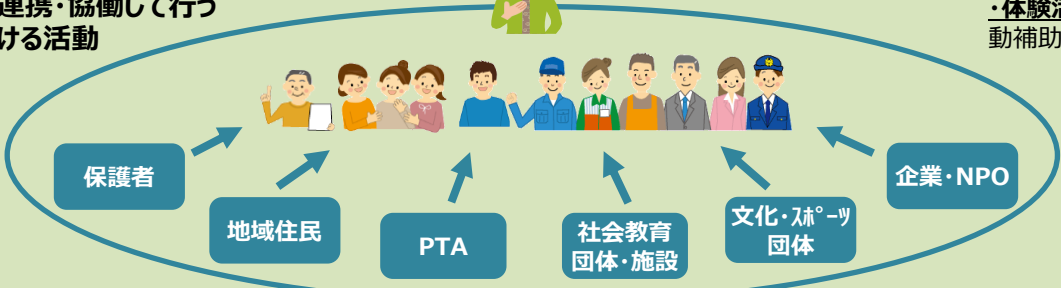 連携・協働して行う
ける活動
・体験活
動補助
保護者
地域住民
PTA
社会教育
団体・施設
文化・ｽﾎﾟｰﾂ
団体
企業・NPO